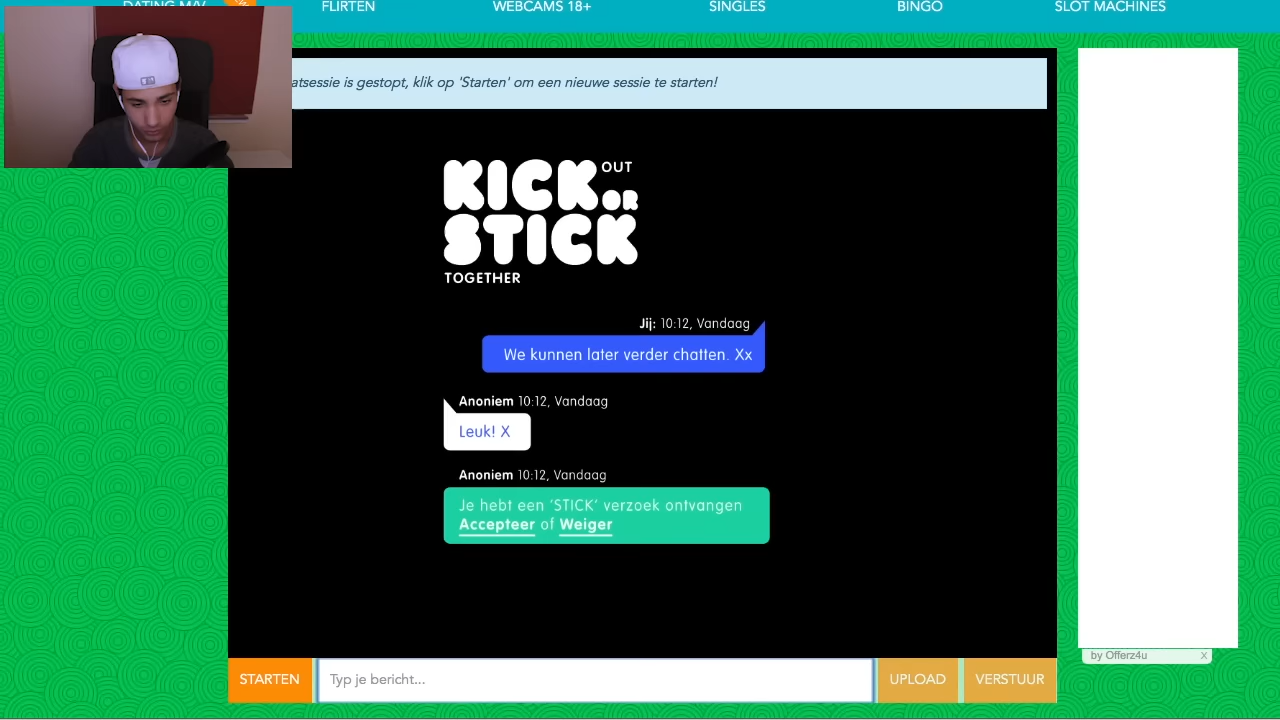 DATING M/V
FLIRTEN
WEBCAMS 18+
SINGLES
BINGO
SLOT MACHINES
is gestopt, klik op 'Starten' om een nieuwe sessie te starten!
KICK OUT
OR
STICK
TOGETHER
Jij: 10:12, Vandaag
We kunnen later verder chatten. Xx
Anoniem 10:12, Vandaag
Leuk! X
Anoniem 10:12, Vandaag
Je hebt een ‘STICK’ verzoek ontvangen
Accepteer of Weiger
by Offerz4u X
STARTEN
Typ je bericht...
UPLOAD
VERSTUUR